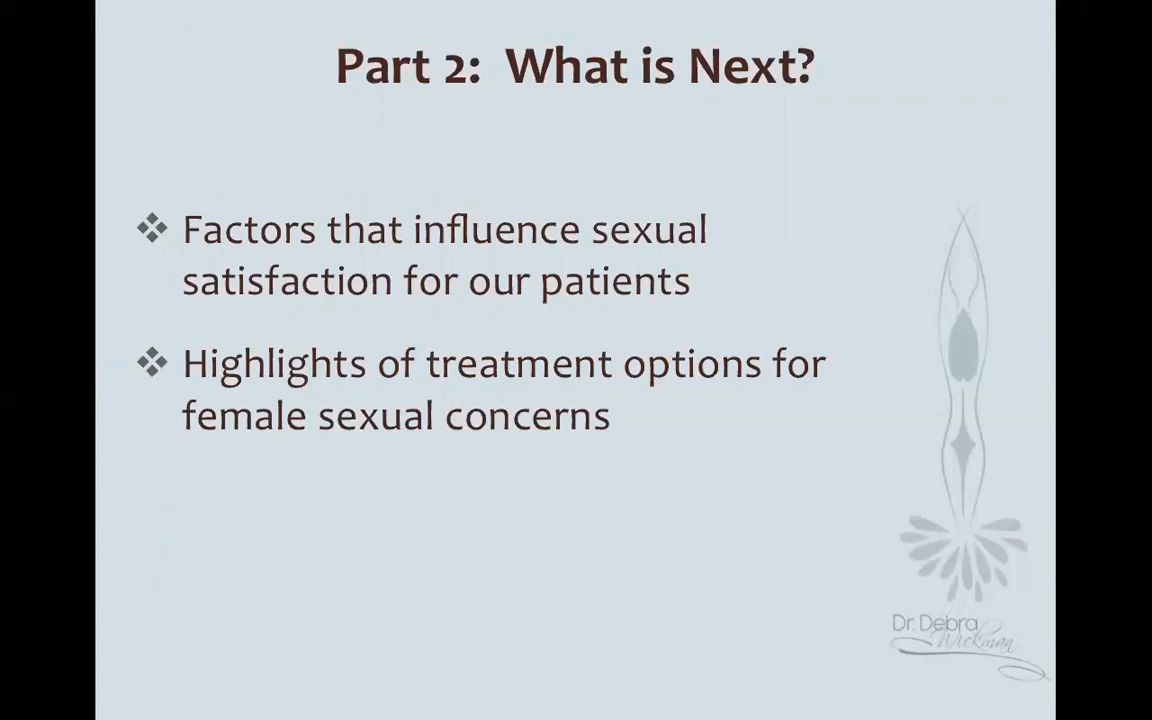 Part 2: What is Next?
❖ Factors that influence sexual
satisfaction for our patients
❖ Highlights of treatment options for
female sexual concerns
Dr. Debra
Wickman